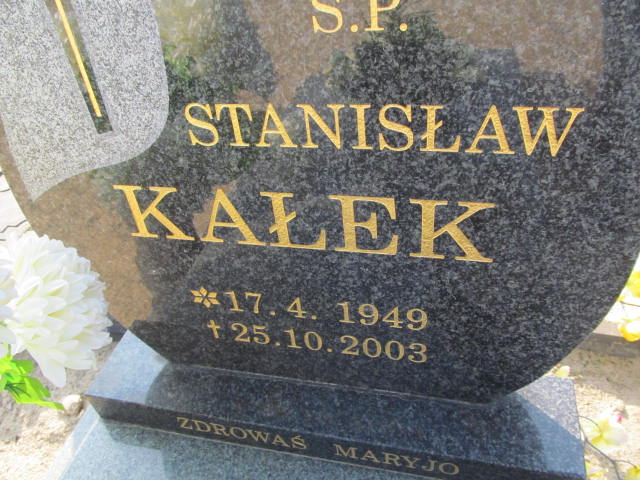 Ś.P.
STANISŁAW
KAŁEK
✲ 17. 4. 1949
† 25.10.2003
ZDROWAŚ MARYJO